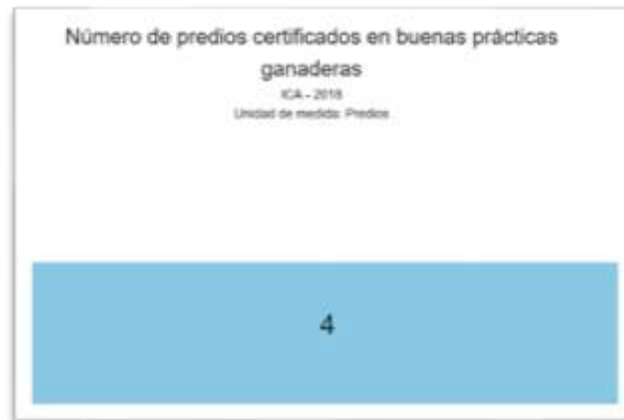 Número de predios certificados en buenas prácticas
ganaderas
ICA - 2018
Unidad de medida: Predios
4